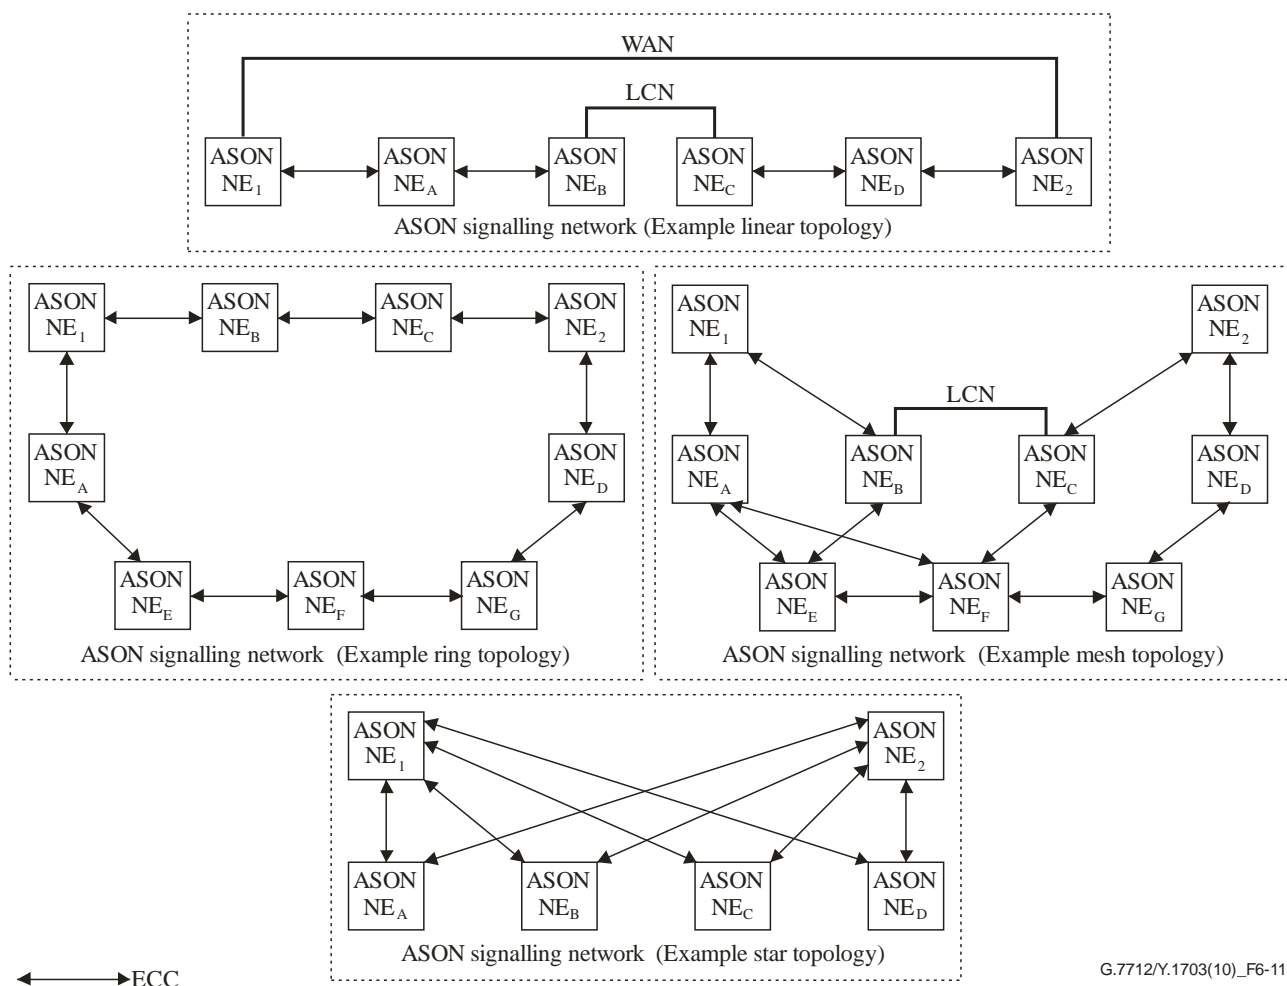 WAN
LCN
ASON ASON ASON ASON ASON ASON
NE1 NEA NEB NEC NED NE2
ASON signalling network (Example linear topology)
ASON ASON ASON ASON
NE1 NEB NEC NE2
ASON ASON
NEA NED
ASON ASON ASON
NEE NEF NEG
ASON signalling network (Example ring topology)
ASON ASON
NE1 NE2
LCN
ASON ASON ASON ASON
NEA NEB NEC NED
ASON ASON ASON
NEE NEF NEG
ASON signalling network (Example mesh topology)
ASON ASON
NE1 NE2
ASON ASON ASON ASON
NEA NEB NEC NED
ASON signalling network (Example star topology)
ECC
G.7712/Y.1703(10)_F6-11